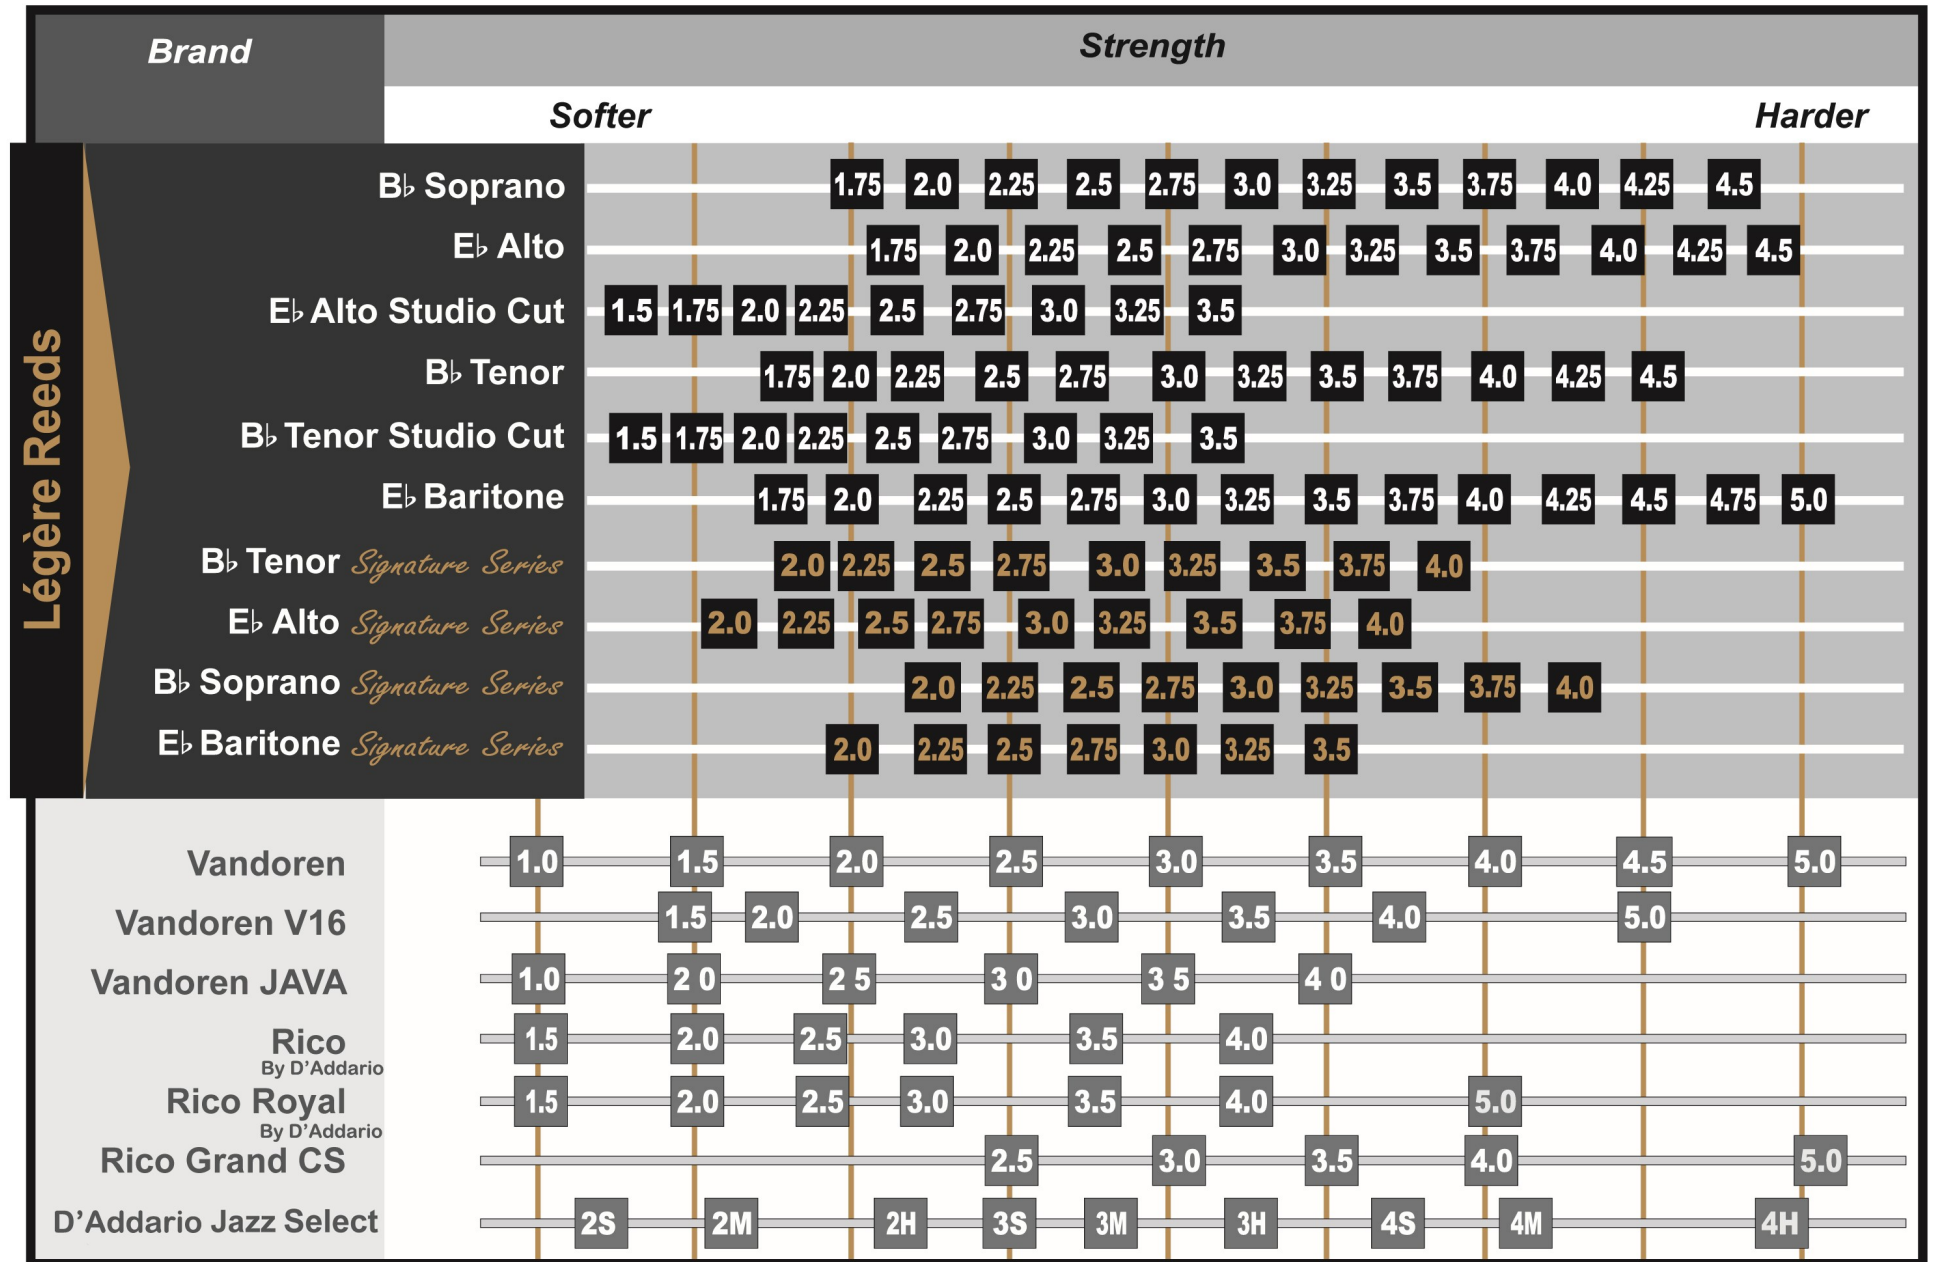 Brand
Strength
Softer Harder
Légère Reeds
B♭ Soprano 1.75 2.0 2.25 2.5 2.75 3.0 3.25 3.5 3.75 4.0 4.25 4.5
E♭ Alto 1.75 2.0 2.25 2.5 2.75 3.0 3.25 3.5 3.75 4.0 4.25 4.5
E♭ Alto Studio Cut 1.5 1.75 2.0 2.25 2.5 2.75 3.0 3.25 3.5
B♭ Tenor 1.75 2.0 2.25 2.5 2.75 3.0 3.25 3.5 3.75 4.0 4.25 4.5
B♭ Tenor Studio Cut 1.5 1.75 2.0 2.25 2.5 2.75 3.0 3.25 3.5
E♭ Baritone 1.75 2.0 2.25 2.5 2.75 3.0 3.25 3.5 3.75 4.0 4.25 4.5 4.75 5.0
B♭ Tenor Signature Series 2.0 2.25 2.5 2.75 3.0 3.25 3.5 3.75 4.0
E♭ Alto Signature Series 2.0 2.25 2.5 2.75 3.0 3.25 3.5 3.75 4.0
B♭ Soprano Signature Series 2.0 2.25 2.5 2.75 3.0 3.25 3.5 3.75 4.0
E♭ Baritone Signature Series 2.0 2.25 2.5 2.75 3.0 3.25 3.5
Vandoren 1.0 1.5 2.0 2.5 3.0 3.5 4.0 4.5 5.0
Vandoren V16 1.5 2.0 2.5 3.0 3.5 4.0 5.0
Vandoren JAVA 1.0 2 0 2 5 3 0 3 5 4 0
Rico 1.5 2.0 2.5 3.0 3.5 4.0
By D'Addario
Rico Royal 1.5 2.0 2.5 3.0 3.5 4.0 5.0
By D'Addario
Rico Grand CS 2.5 3.0 3.5 4.0 5.0
D'Addario Jazz Select 2S 2M 2H 3S 3M 3H 4S 4M 4H